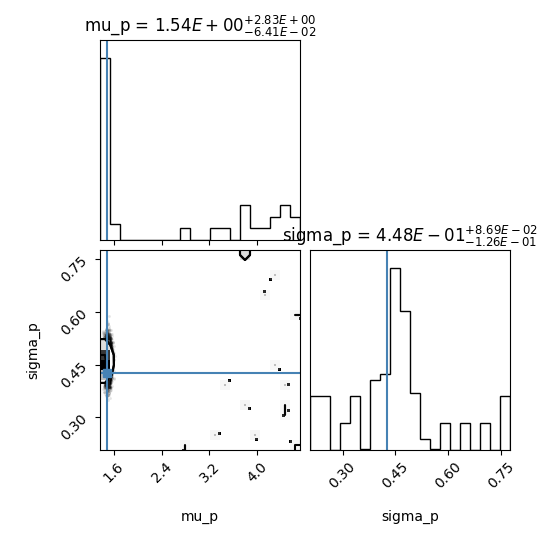 mu_p = 1.54E + 00+2.83E+00−6.41E−02
sigma_p = 4.48E − 01+8.69E−02−1.26E−01
0.75
0.60
0.45
0.30
sigma_p
1.6 2.4 3.2 4.0
mu_p
0.30 0.45 0.60 0.75
sigma_p